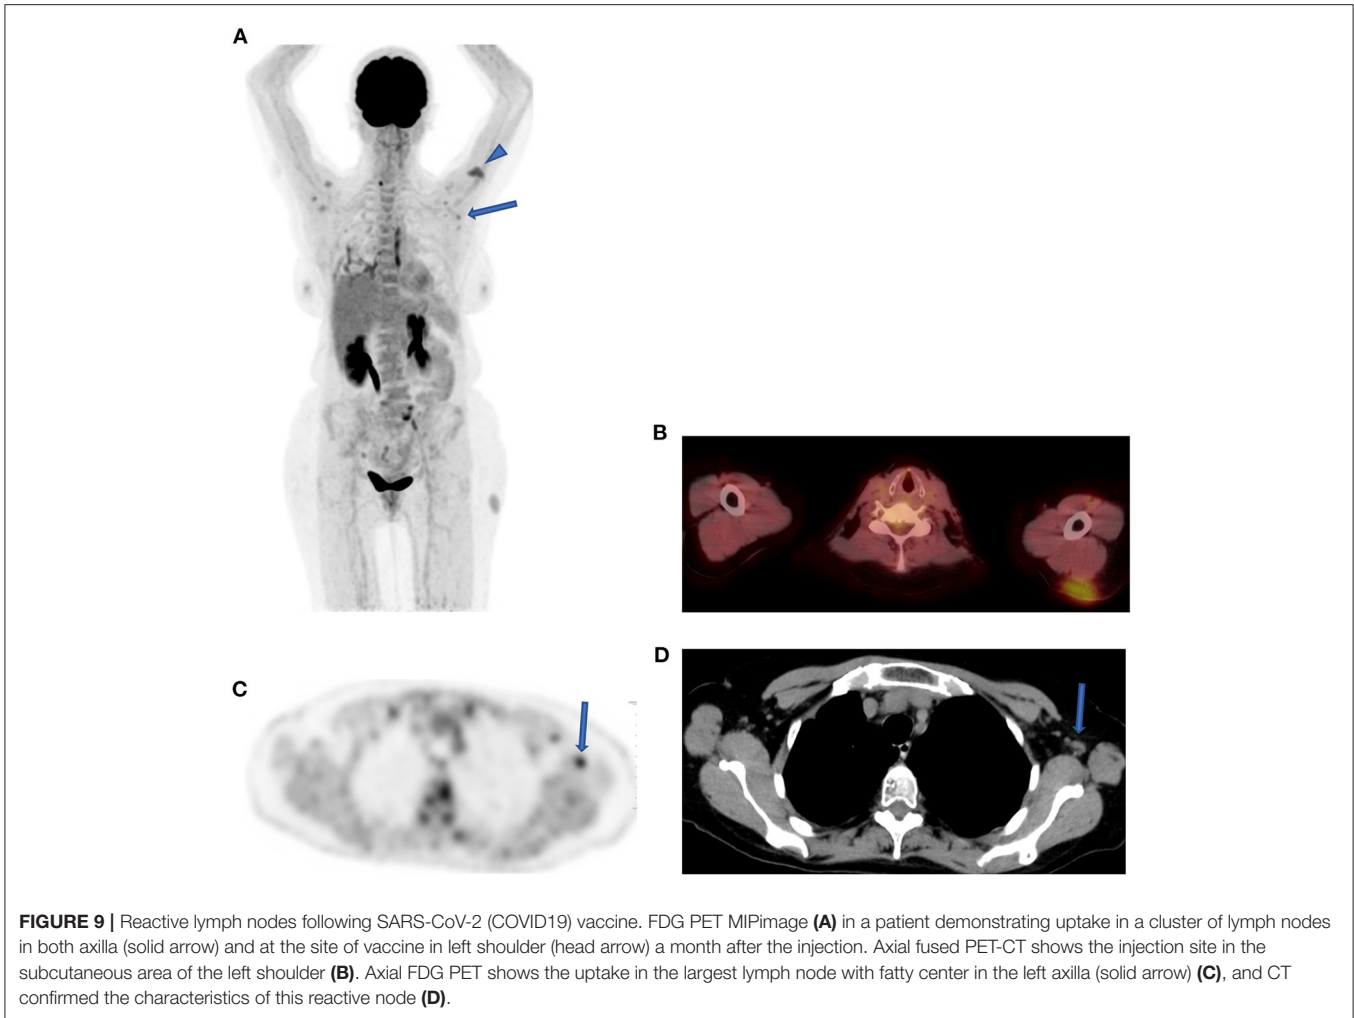 A
B
C
D
FIGURE 9 | Reactive lymph nodes following SARS-CoV-2 (COVID19) vaccine. FDG PET MIPimage (A) in a patient demonstrating uptake in a cluster of lymph nodes
in both axilla (solid arrow) and at the site of vaccine in left shoulder (head arrow) a month after the injection. Axial fused PET-CT shows the injection site in the
subcutaneous area of the left shoulder (B). Axial FDG PET shows the uptake in the largest lymph node with fatty center in the left axilla (solid arrow) (C), and CT
confirmed the characteristics of this reactive node (D).